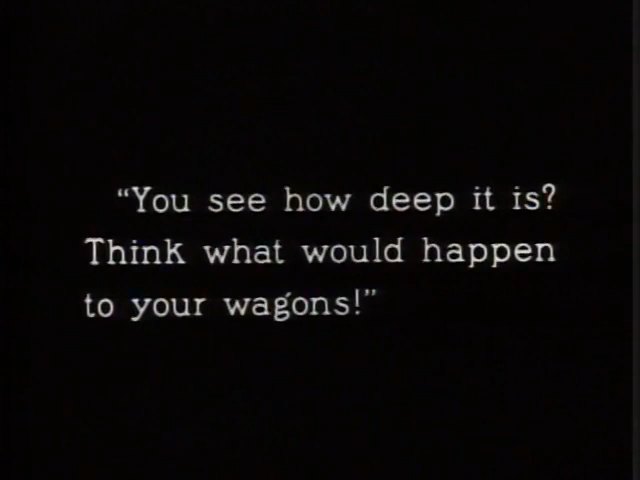 “You see how deep it is?
Think what would happen
to your wagons!”